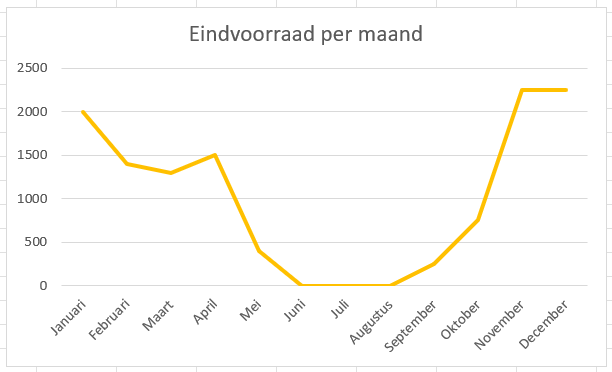 Eindvoorraad per maand
2500
2000
1500
1000
500
0
Januari
Februari
Maart
April
Mei
Juni
Juli
Augustus
September
Oktober
November
December